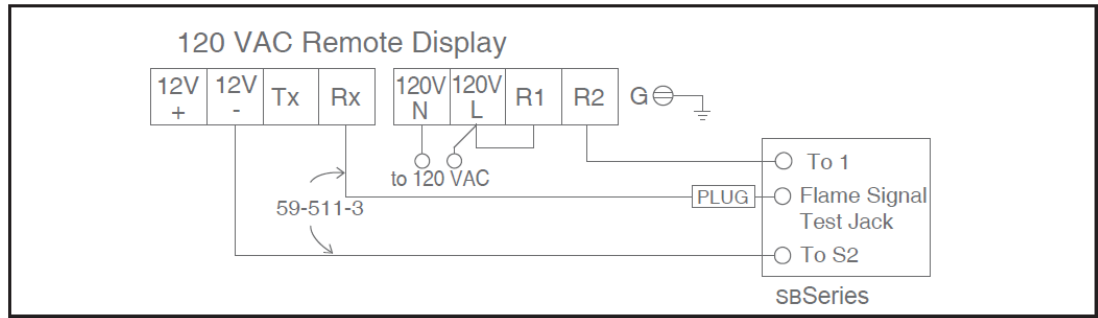 120 VAC Remote Display
12V
+
12V
-
Tx
Rx
120V
N
120V
L
R1
R2
G
to 120 VAC
59-511-3
To 1
PLUG
Flame Signal
Test Jack
To S2
SBSeries